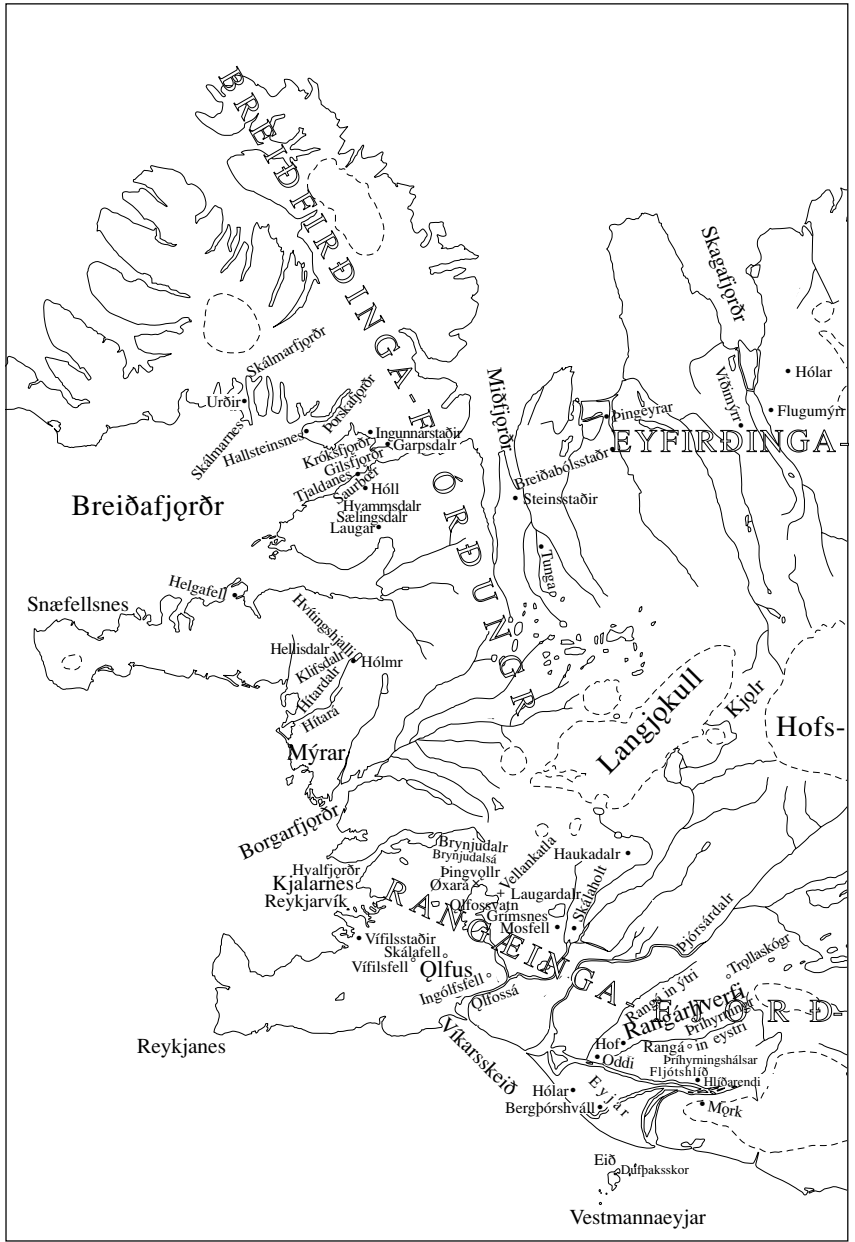 BREIÐFIRÐINGA-FJÓRÐUNGR
Skagafjǫrðr
Skálmarfjǫrðr
Miðfjǫrðr
Víðimýrr
Hólar
Urðir
Þorskafjǫrðr
Þingeyrar
Flugumýrr
Skálmarnes
Hallsteinsnes
Ingunnarstaðir
EYFIRÐINGA-
Króksfjǫrðr
Garpsdalr
Gilsfjǫrðr
Breiðabólsstaðr
Tjaldanes
Saurbœr
Hóll
Steinsstaðir
Breiðafjǫrðr
Hvammsdalr
Sælingsdalr
Laugar
Tunga
Helgafell
Snæfellsnes
Hvítingshjalli
Hellisdalr
Klifsdalr
Hólmr
Hítardalr
Hítará
Langjǫkull
Kjǫlr
Hofs-
Mýrar
Borgarfjǫrðr
Brynjudalr
Brynjudalsá
Vellankatla
Haukadalr
Hvalfjǫrðr
Þingvollr
Kjalarnes
Øxará
Laugardalr
Skálaholt
Reykjarvík
RANGÆINGA-FJÓRÐ-
Olfossvatn
Grímsnes
Mosfell
Þjórsárdalr
Vífilsstaðir
Skálafell
Vífilsfell
Ǫlfus
Trollaskógr
Ingólfsfell
Ǫlfossá
Rangá in ýtri
Rangárhverfi
Þríhyrningr
Reykjanes
Víkarsskeið
Hof
Rangá in eystri
Oddi
Þríhyrningshálsar
Fljótshlíð
Hlíðarendi
Hólar
Eyjar
Bergþórshváll
Mǫrk
Eið
Dufþaksskor
Vestmannaeyjar